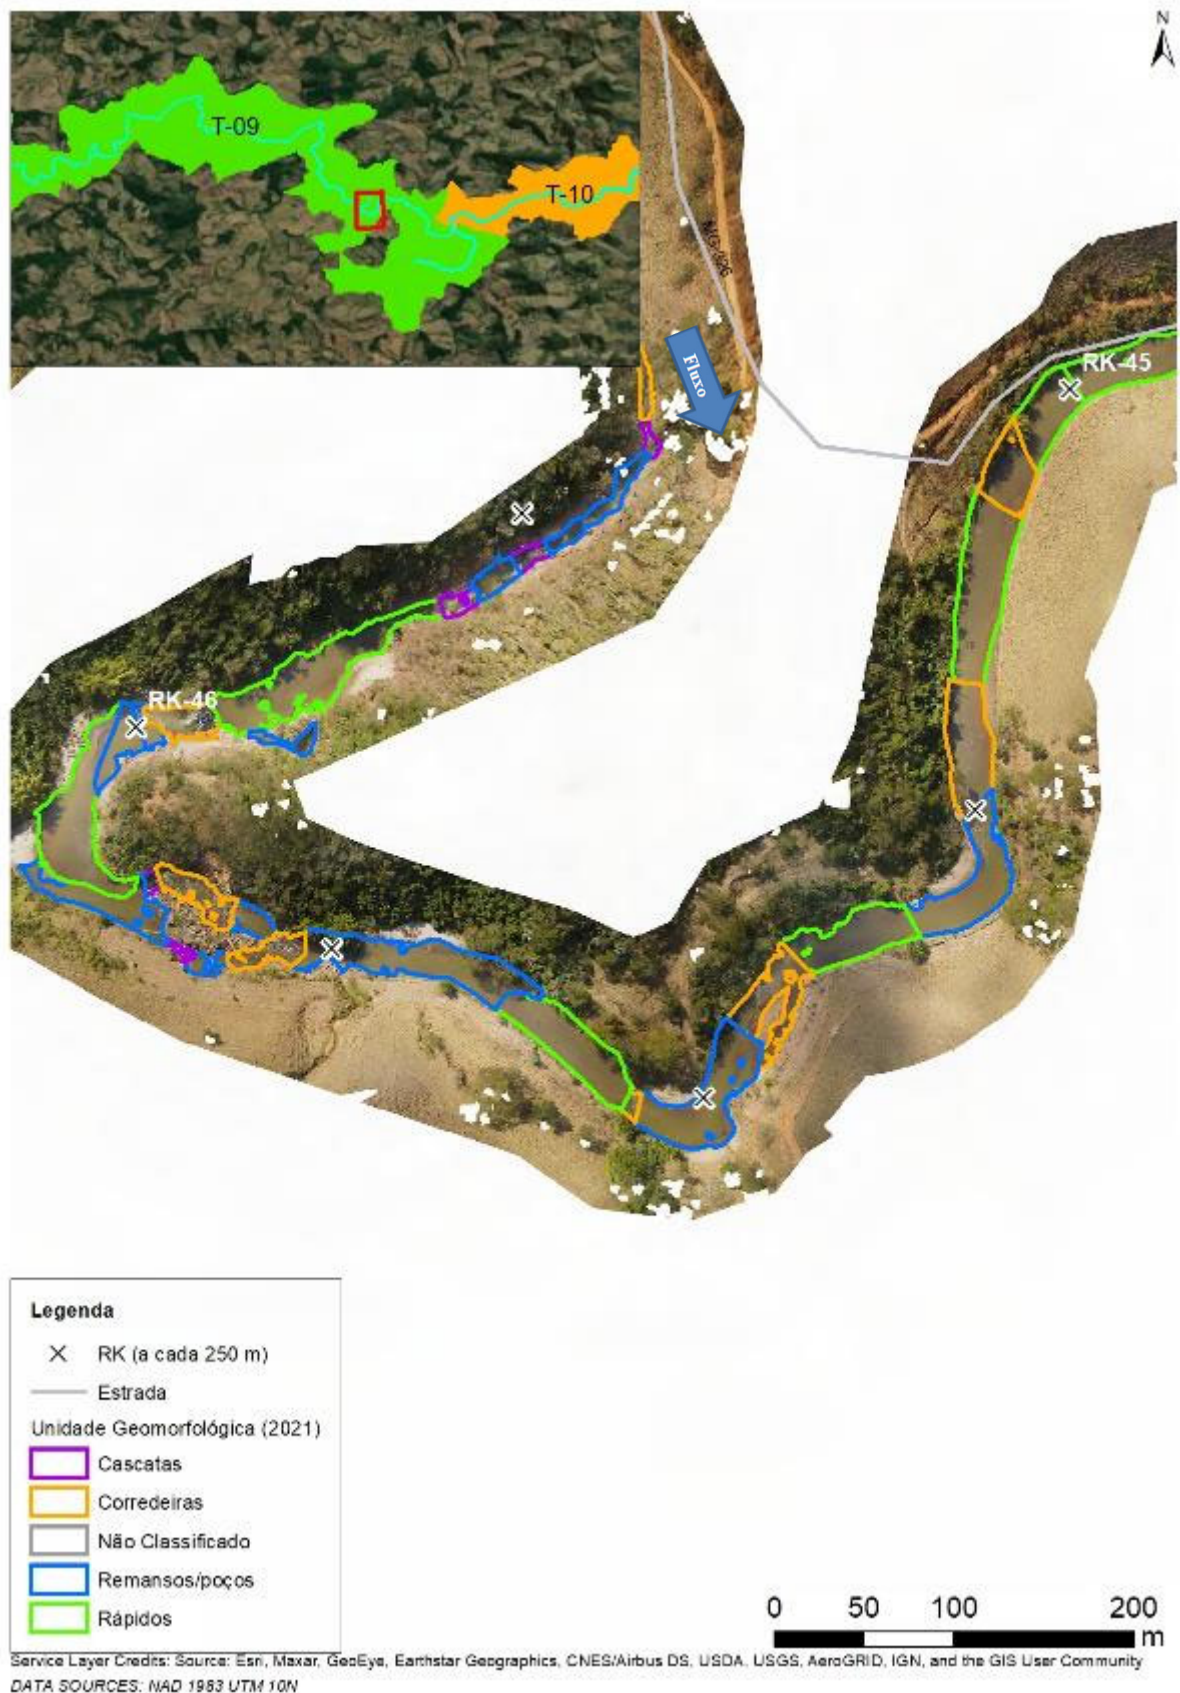 N
T-09
T-10
MG-326
Fluxo
RK-45
RK-46
Legenda
RK (a cada 250 m)
Estrada
Unidade Geomorfológica (2021)
Cascatas
Corredeiras
Não Classificado
Remansos/poços
Rápidos
0 50 100 200
m
Service Layer Credits: Source: Esri, Maxar, GeoEye, Earthstar Geographics, CNES/Airbus DS, USDA, USGS, AeroGRID, IGN, and the GIS User Community
DATA SOURCES: NAD 1983 UTM 10N